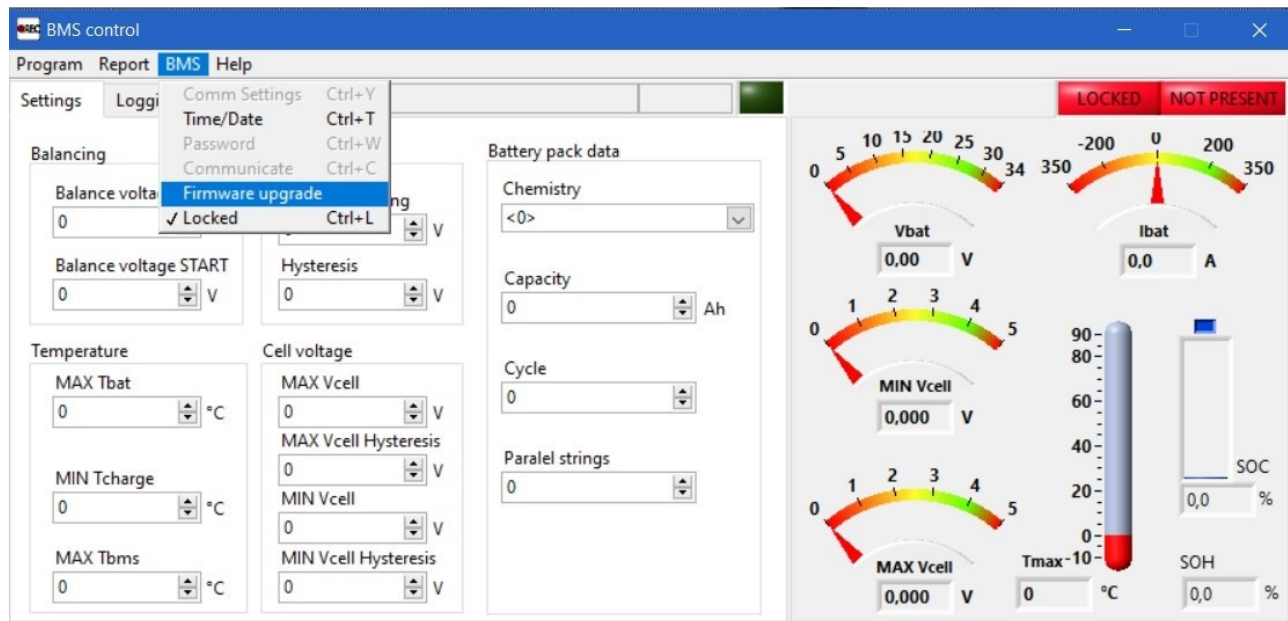 REC BMS control
Program Report BMS Help
Settings Loggi
Comm Settings Ctrl+Y
Time/Date Ctrl+T
Password Ctrl+W
Communicate Ctrl+C
Firmware upgrade
✓ Locked Ctrl+L
LOCKED NOT PRESENT
Balancing
Balance volta
0
Balance voltage START
0 V
ng
V
Hysteresis
0 V
Temperature
MAX Tbat
0 °C
MIN Tcharge
0 °C
MAX Tbms
0 °C
Cell voltage
MAX Vcell
0 V
MAX Vcell Hysteresis
0 V
MIN Vcell
0 V
MIN Vcell Hysteresis
0 V
Battery pack data
Chemistry
<0>
Capacity
0 Ah
Cycle
0
Paralel strings
0
0 5 10 15 20 25 30 34
Vbat
0,00 V
350 -200 0 200 350
Ibat
0,0 A
0 1 2 3 4 5
MIN Vcell
0,000 V
0 1 2 3 4 5
MAX Vcell
0,000 V
90
80
60
40
20
0
-10
Tmax
0 °C
SOC
0,0 %
SOH
0,0 %